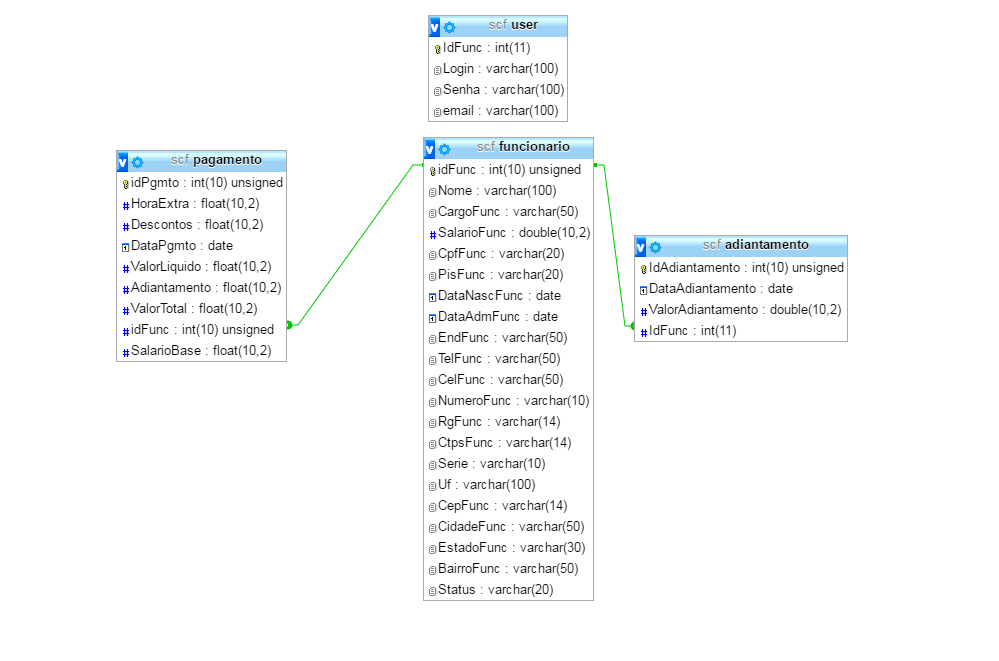 scf user
IdFunc : int(11)
Login : varchar(100)
Senha : varchar(100)
email : varchar(100)
scf pagamento
idPgmto : int(10) unsigned
HoraExtra : float(10,2)
Descontos : float(10,2)
DataPgmto : date
ValorLiquido : float(10,2)
Adiantamento : float(10,2)
ValorTotal : float(10,2)
idFunc : int(10) unsigned
SalarioBase : float(10,2)
scf funcionario
idFunc : int(10) unsigned
Nome : varchar(100)
CargoFunc : varchar(50)
SalarioFunc : double(10,2)
CpfFunc : varchar(20)
PisFunc : varchar(20)
DataNascFunc : date
DataAdmFunc : date
EndFunc : varchar(50)
TelFunc : varchar(50)
CelFunc : varchar(50)
NumeroFunc : varchar(10)
RgFunc : varchar(14)
CtpsFunc : varchar(14)
Serie : varchar(10)
Uf : varchar(100)
CepFunc : varchar(14)
CidadeFunc : varchar(50)
EstadoFunc : varchar(30)
BairroFunc : varchar(50)
Status : varchar(20)
scf adiantamento
IdAdiantamento : int(10) unsigned
DataAdiantamento : date
ValorAdiantamento : double(10,2)
IdFunc : int(11)